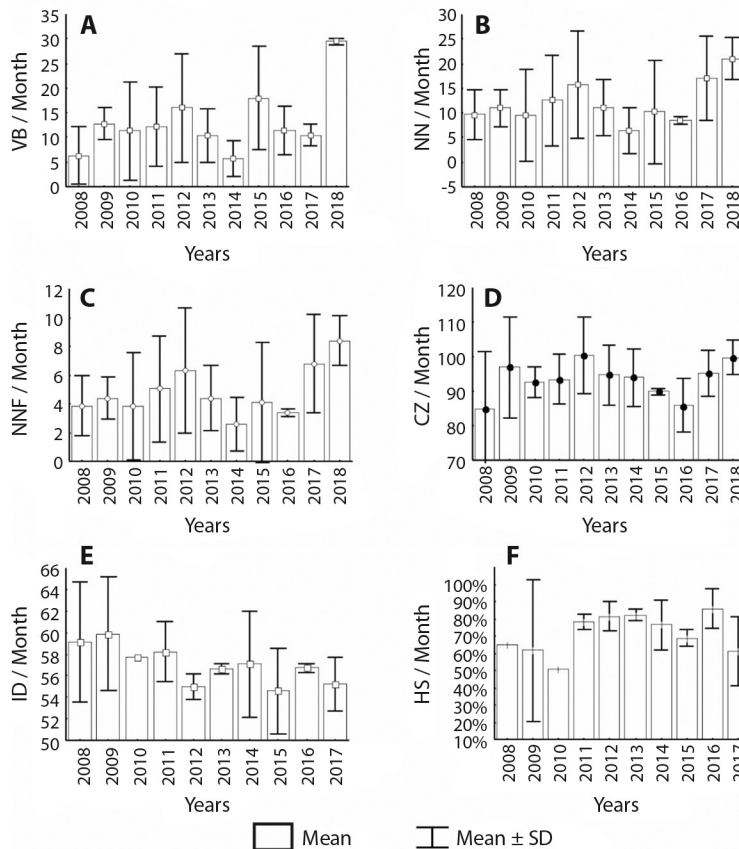 A
VB / Month
35
30
25
20
15
10
5
0
2008 2009 2010 2011 2012 2013 2014 2015 2016 2017 2018
Years
B
NN / Month
30
25
20
15
10
5
0
-5
2008 2009 2010 2011 2012 2013 2014 2015 2016 2017 2018
Years
C
NNF / Month
12
10
8
6
4
2
0
2008 2009 2010 2011 2012 2013 2014 2015 2016 2017 2018
Years
D
CZ / Month
120
110
100
90
80
70
2008 2009 2010 2011 2012 2013 2014 2015 2016 2017 2018
Years
E
ID / Month
66
64
62
60
58
56
54
52
50
2008 2009 2010 2011 2012 2013 2014 2015 2016 2017
Years
F
HS / Month
100%
90%
80%
70%
60%
50%
40%
30%
20%
10%
2008 2009 2010 2011 2012 2013 2014 2015 2016 2017
Years
Mean
Mean ± SD